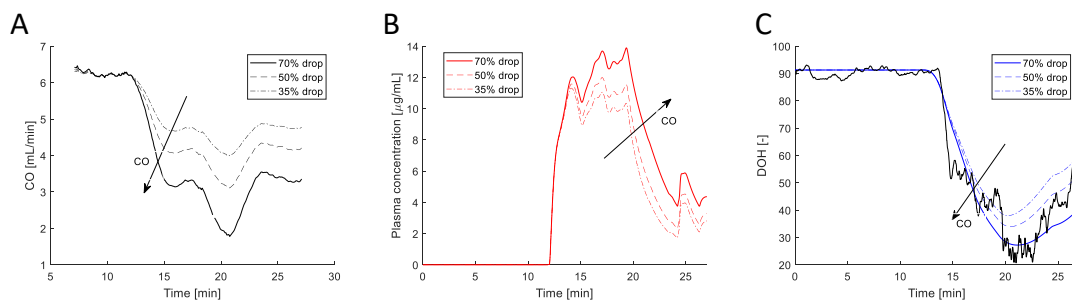 A
7
6
5
4
3
2
1
5
10
15
20
25
30
CO [mL/min]
Time [min]
70% drop
50% drop
35% drop
CO
B
14
12
10
8
6
4
2
0
0
5
10
15
20
25
Plasma concentration [µg/mL]
Time [min]
70% drop
50% drop
35% drop
CO
C
100
90
80
70
60
50
40
30
20
0
5
10
15
20
25
DOH [-]
Time [min]
70% drop
50% drop
35% drop
CO